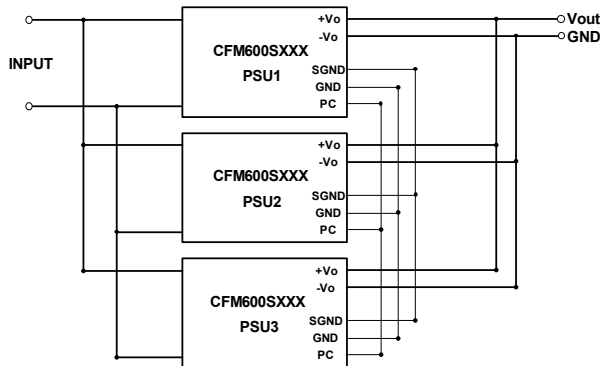 INPUT
CFM600SXXX
PSU1
+Vo
-Vo
SGND
GND
PC
Vout
GND
CFM600SXXX
PSU2
+Vo
-Vo
SGND
GND
PC
CFM600SXXX
PSU3
+Vo
-Vo
SGND
GND
PC